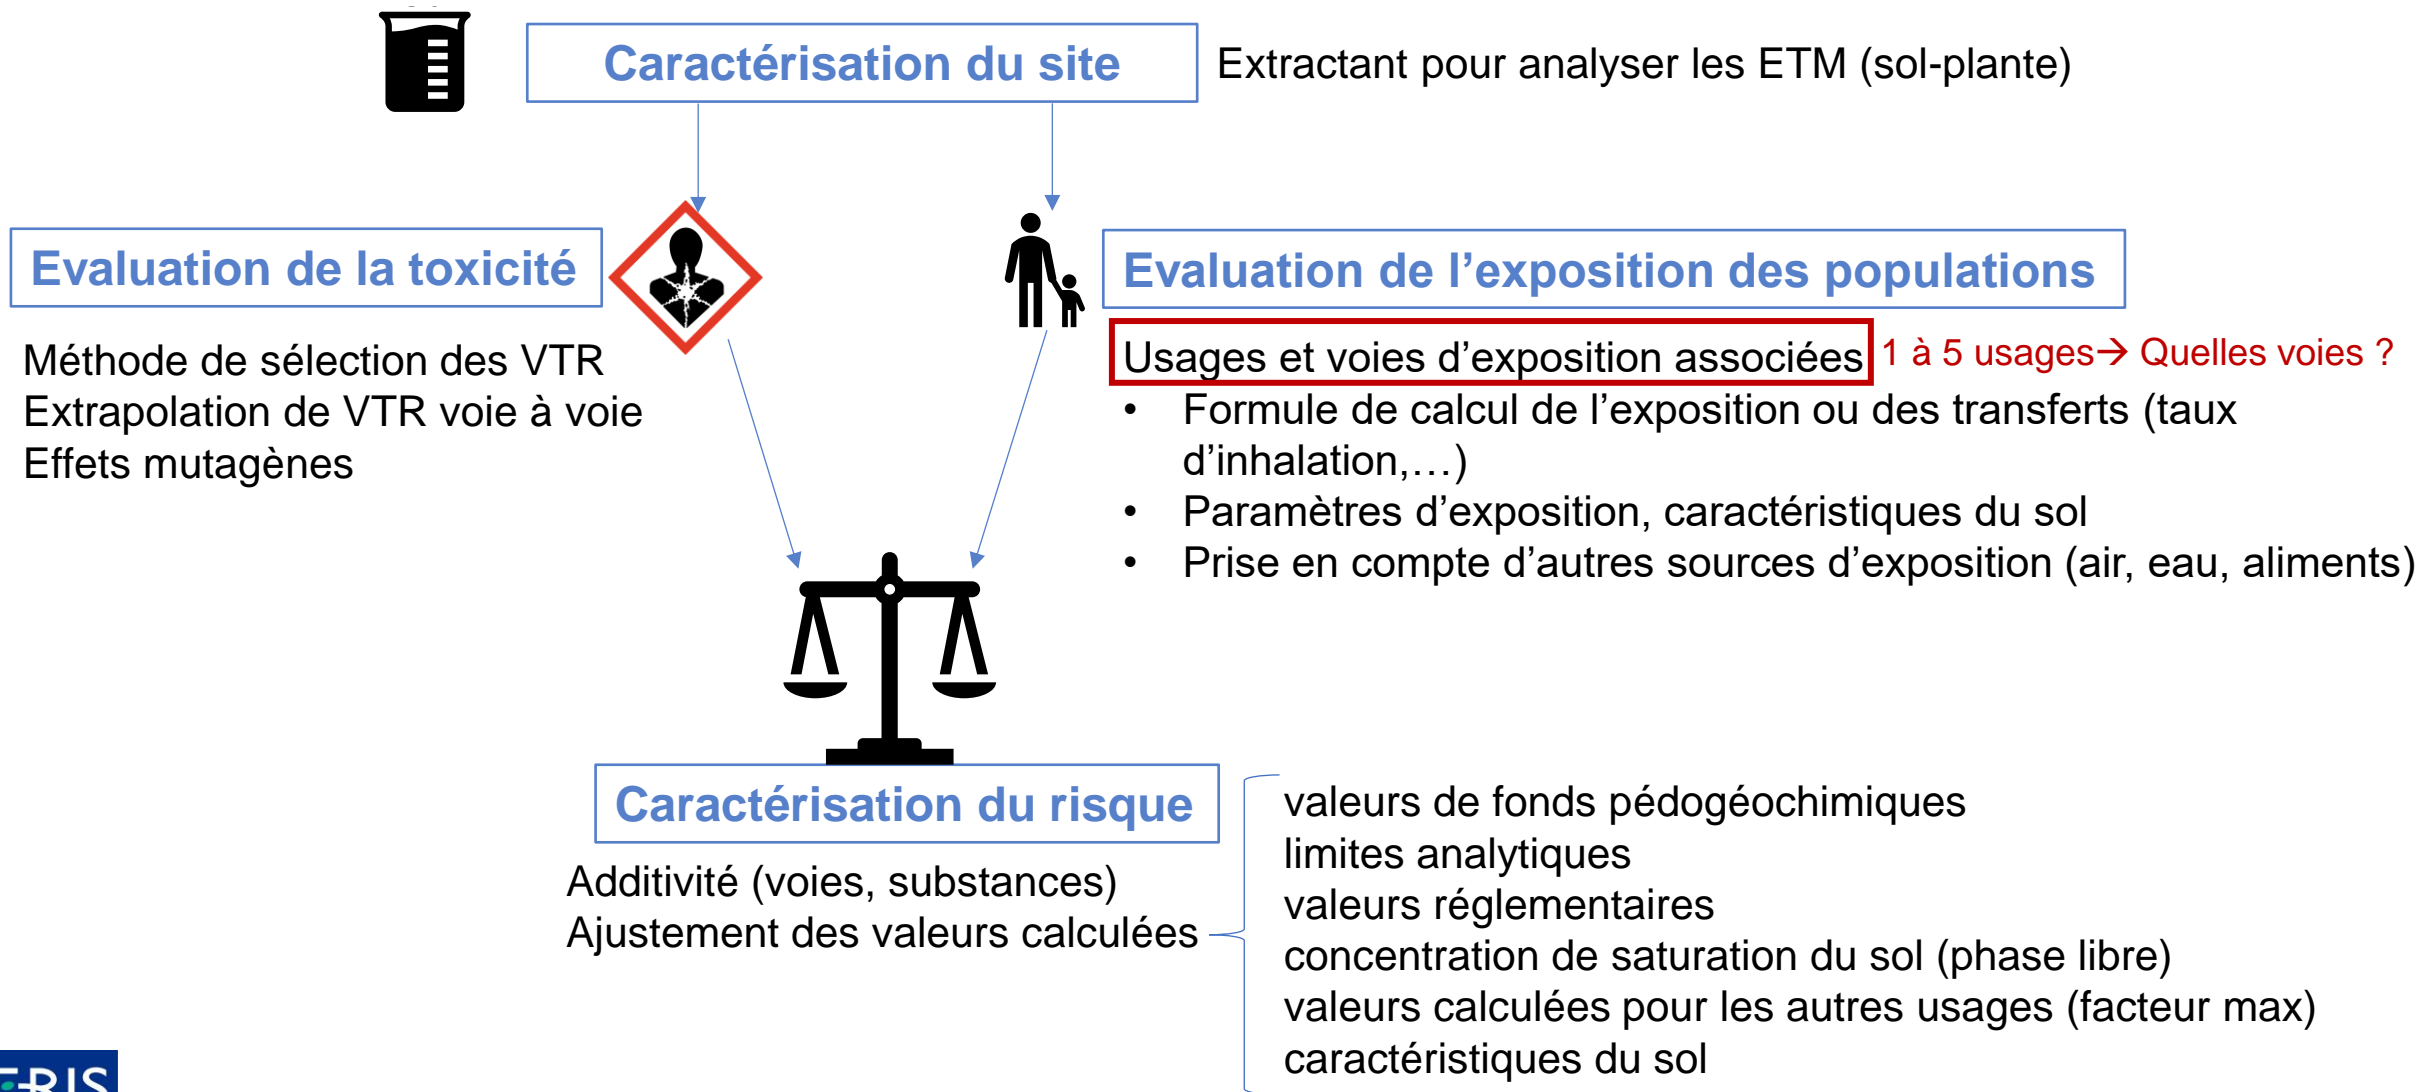 Caractérisation du site
Extractant pour analyser les ETM (sol-plante)
Evaluation de la toxicité
Méthode de sélection des VTR
Extrapolation de VTR voie à voie
Effets mutagènes
Evaluation de l’exposition des populations
Usages et voies d’exposition associées
1 à 5 usages→ Quelles voies ?
• Formule de calcul de l’exposition ou des transferts (taux
d’inhalation,…)
• Paramètres d’exposition, caractéristiques du sol
• Prise en compte d’autres sources d’exposition (air, eau, aliments)
Caractérisation du risque
Additivité (voies, substances)
Ajustement des valeurs calculées
valeurs de fonds pédogéochimiques
limites analytiques
valeurs réglementaires
concentration de saturation du sol (phase libre)
valeurs calculées pour les autres usages (facteur max)
caractéristiques du sol